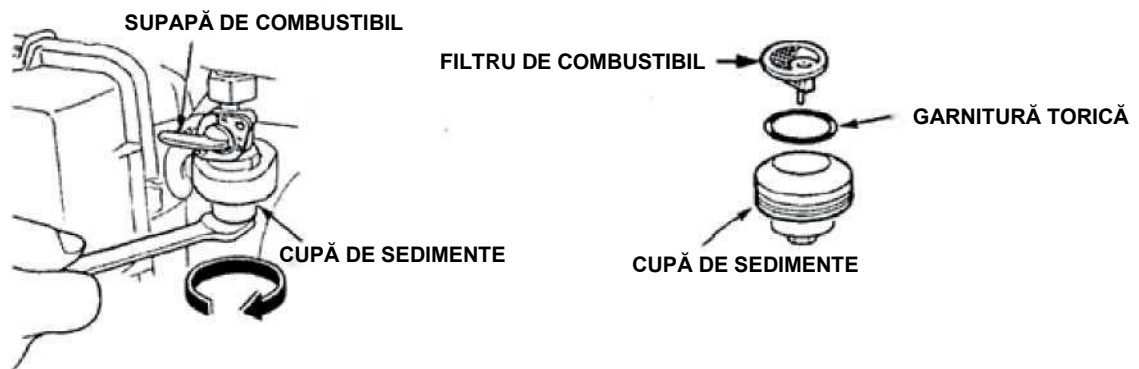 SUPAPĂ DE COMBUSTIBIL
FILTRU DE COMBUSTIBIL
GARNITURĂ TORICĂ
CUPĂ DE SEDIMENTE
CUPĂ DE SEDIMENTE